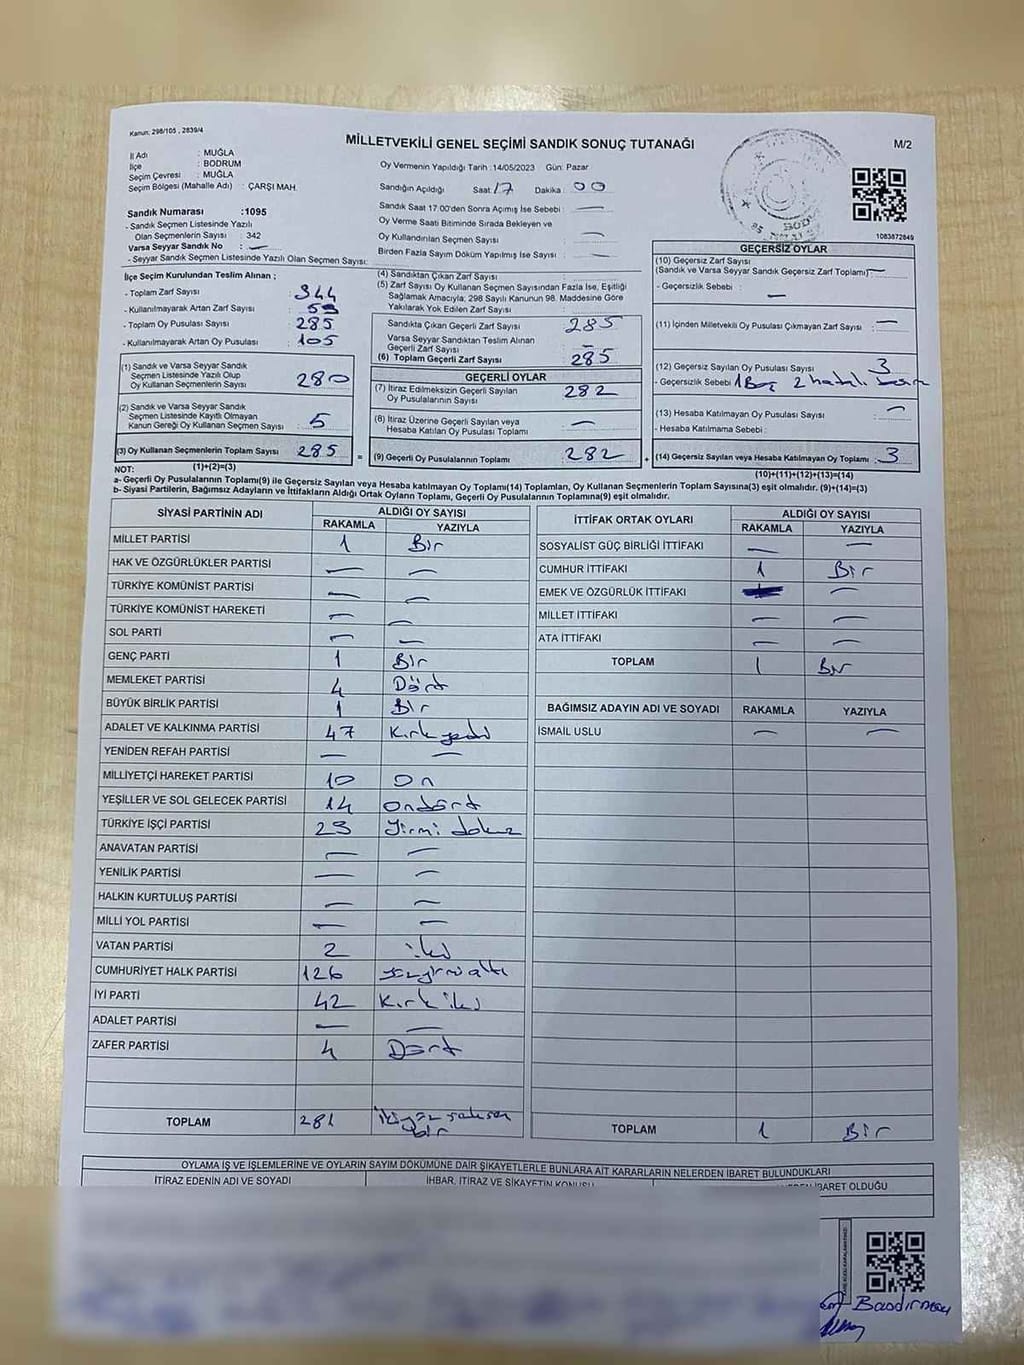 Kanun: 298/105 , 2839/4
MİLLETVEKİLİ GENEL SEÇİMİ SANDIK SONUÇ TUTANAĞI
M/2
İl Adı : MUĞLA
İlçe : BODRUM
Seçim Çevresi : MUĞLA
Seçim Bölgesi (Mahalle Adı) : ÇARŞI MAH.
Oy Vermenin Yapıldığı Tarih : 14/05/2023 Gün: Pazar
Sandığın Açıldığı Saat: 17 Dakika : 00
Sandık Saat 17:00'den Sonra Açımış İse Sebebi : —
Oy Verme Saati Bitiminde Sırada Bekleyen ve
Oy Kullandırılan Seçmen Sayısı : —
Birden Fazla Sayım Döküm Yapılmış İse Sayısı : —
BODRUM
1083872849
Sandık Numarası :1095
- Sandık Seçmen Listesinde Yazılı
Olan Seçmenlerin Sayısı : 342
Varsa Seyyar Sandık No : —
- Seyyar Sandık Seçmen Listesinde Yazılı Olan Seçmen Sayısı:
İlçe Seçim Kurulundan Teslim Alınan ;
- Toplam Zarf Sayısı : 344
- Kullanılmayarak Artan Zarf Sayısı : 59
- Toplam Oy Pusulası Sayısı : 285
- Kullanılmayarak Artan Oy Pusulası : 105
(1) Sandık ve Varsa Seyyar Sandık
Seçmen Listesinde Yazılı Olup
Oy Kullanan Seçmenlerin Sayısı : 280
(2) Sandık ve Varsa Seyyar Sandık
Seçmen Listesinde Kayıtlı Olmayan
Kanun Gereği Oy Kullanan Seçmen Sayısı : 5
(3) Oy Kullanan Seçmenlerin Toplam Sayısı : 285 =
(1)+(2)=(3)
(4) Sandıktan Çıkan Zarf Sayısı :
(5) Zarf Sayısı Oy Kullanan Seçmen Sayısından Fazla İse, Eşitliği
Sağlamak Amacıyla, 298 Sayılı Kanunun 98. Maddesine Göre
Yakılarak Yok Edilen Zarf Sayısı :
Sandıkta Çıkan Geçerli Zarf Sayısı : 285
Varsa Seyyar Sandıktan Teslim Alınan
Geçerli Zarf Sayısı : —
(6) Toplam Geçerli Zarf Sayısı : 285
GEÇERLİ OYLAR
(7) İtiraz Edilmeksizin Geçerli Sayılan
Oy Pusulalarının Sayısı : 282
(8) İtiraz Üzerine Geçerli Sayılan veya
Hesaba Katılan Oy Pusulası Toplamı : —
(9) Geçerli Oy Pusulalarının Toplamı : 282 +
GEÇERSİZ OYLAR
(10) Geçersiz Zarf Sayısı
(Sandık ve Varsa Seyyar Sandık Geçersiz Zarf Toplamı) : —
- Geçersizlik Sebebi : —
(11) İçinden Milletvekili Oy Pusulası Çıkmayan Zarf Sayısı : —
(12) Geçersiz Sayılan Oy Pusulası Sayısı : 3
- Geçersizlik Sebebi : 1 Boş 2 hatalı
(13) Hesaba Katılmayan Oy Pusulası Sayısı : —
- Hesaba Katılmama Sebebi :
(14) Geçersiz Sayılan veya Hesaba Katılmayan Oy Toplamı : 3
(10)+(11)+(12)+(13)=(14)
NOT:
a- Geçerli Oy Pusulalarının Toplamı(9) ile Geçersiz Sayılan veya Hesaba katılmayan Oy Toplamı(14) Toplamları, Oy Kullanan Seçmenlerin Toplam Sayısına(3) eşit olmalıdır. (9)+(14)=(3)
b- Siyasi Partilerin, Bağımsız Adayların ve İttifakların Aldığı Ortak Oyların Toplamı, Geçerli Oy Pusulalarının Toplamına(9) eşit olmalıdır.
SİYASİ PARTİNİN ADI ALDIĞI OY SAYISI
RAKAMLA YAZIYLA
MİLLET PARTİSİ 1 Bir
HAK VE ÖZGÜRLÜKLER PARTİSİ — —
TÜRKİYE KOMÜNİST PARTİSİ — —
TÜRKİYE KOMÜNİST HAREKETİ — —
SOL PARTİ — —
GENÇ PARTİ 1 Bir
MEMLEKET PARTİSİ 4 Dört
BÜYÜK BİRLİK PARTİSİ 1 Bir
ADALET VE KALKINMA PARTİSİ 47 Kırk yedi
YENİDEN REFAH PARTİSİ — —
MİLLİYETÇİ HAREKET PARTİSİ 10 On
YEŞİLLER VE SOL GELECEK PARTİSİ 14 ondört
TÜRKİYE İŞÇİ PARTİSİ 29 Yirmi dokuz
ANAVATAN PARTİSİ — —
YENİLİK PARTİSİ — —
HALKIN KURTULUŞ PARTİSİ — —
MİLLİ YOL PARTİSİ — —
VATAN PARTİSİ 2 iki
CUMHURİYET HALK PARTİSİ 126 yüzyirmialtı
İYİ PARTİ 42 Kırk iki
ADALET PARTİSİ — —
ZAFER PARTİSİ 4 Dört
TOPLAM 281 ikiyüz seksen
bir
İTTİFAK ORTAK OYLARI ALDIĞI OY SAYISI
RAKAMLA YAZIYLA
SOSYALİST GÜÇ BİRLİĞİ İTTİFAKI — —
CUMHUR İTTİFAKI 1 Bir
EMEK VE ÖZGÜRLÜK İTTİFAKI —
MİLLET İTTİFAKI — —
ATA İTTİFAKI — —
TOPLAM 1 Bir
BAĞIMSIZ ADAYIN ADI VE SOYADI RAKAMLA YAZIYLA
İSMAİL USLU — —
TOPLAM 1 Bir
OYLAMA İŞ VE İŞLEMLERİNE VE OYLARIN SAYIM DÖKÜMÜNE DAİR ŞİKAYETLERLE BUNLARA AİT KARARLARIN NELERDEN İBARET BULUNDUKLARI
İTİRAZ EDENİN ADI VE SOYADI İHBAR, İTİRAZ VE ŞİKAYETİN KONUSU İBARET OLDUĞU